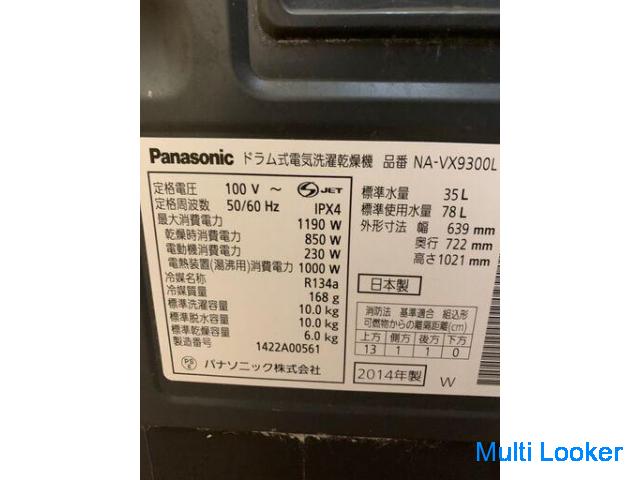 Panasonic ドラム式電気洗濯乾燥機 品番 NA-VX9300L
定格電圧 100 V ～ S JET
定格周波数 50/60 Hz IPX4
最大消費電力 1190 W
乾燥時消費電力 850 W
電動機消費電力 230 W
電熱装置(湯沸用)消費電力 1000 W
冷媒名称 R134a
冷媒質量 168 g
標準洗濯容量 10.0 kg
標準脱水容量 10.0 kg
標準乾燥容量 6.0 kg
製造番号 1422A00561
PS E パナソニック株式会社
標準水量 35 L
標準使用水量 78 L
外形寸法 幅 639 mm
奥行 722 mm
高さ 1021 mm
日本製
消防法 基準適合 組込形
可燃物からの離隔距離(cm)
上方 側方 後方 下方
13 1 1 0
2014年製 W
Multi Looker